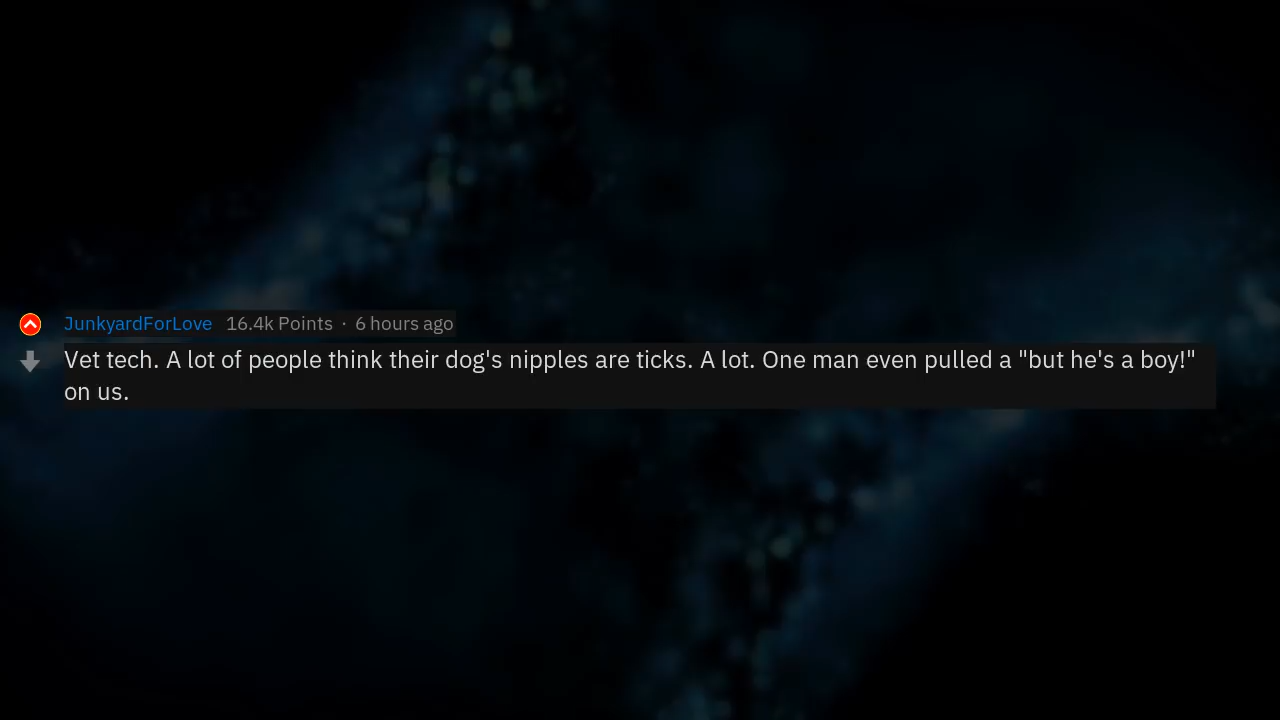 JunkyardForLove 16.4k Points · 6 hours ago
Vet tech. A lot of people think their dog's nipples are ticks. A lot. One man even pulled a "but he's a boy!"
on us.